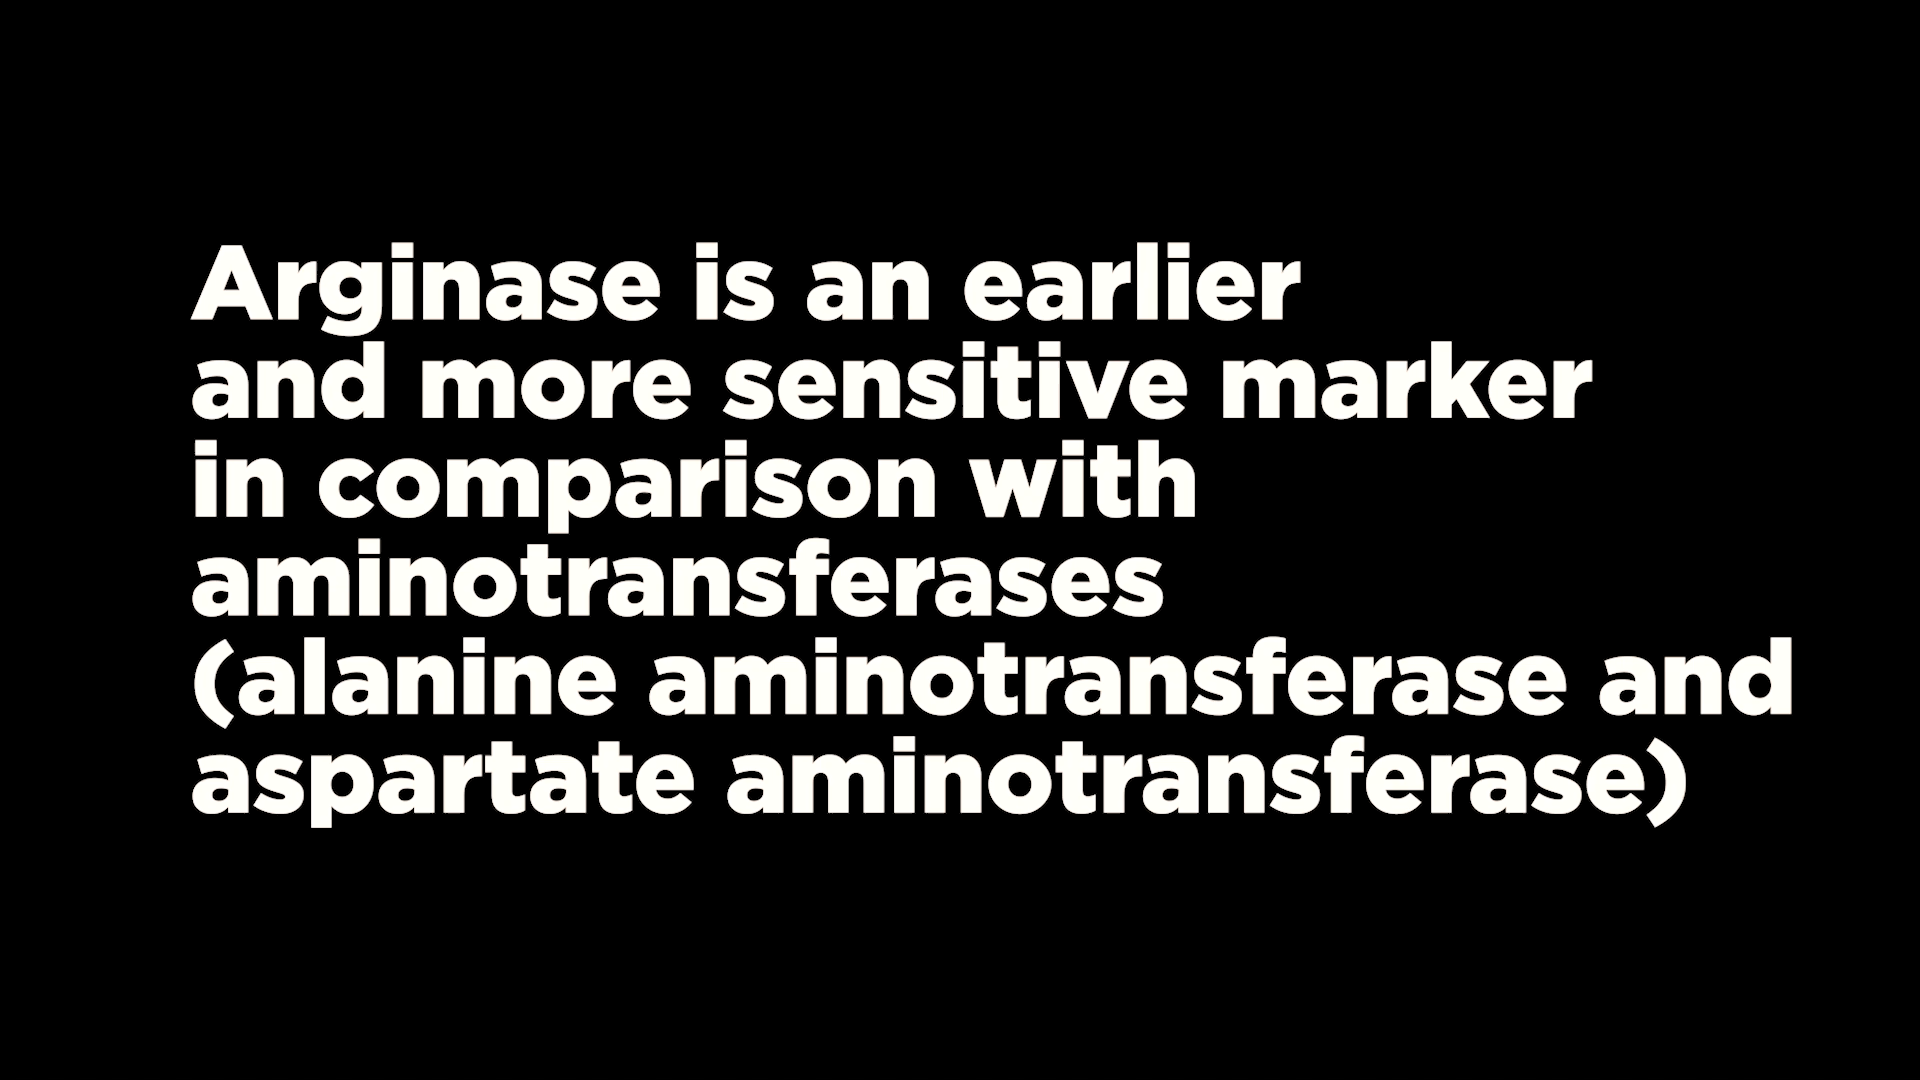 Arginase is an earlier
and more sensitive marker
in comparison with
aminotransferases
(alanine aminotransferase and
aspartate aminotransferase)